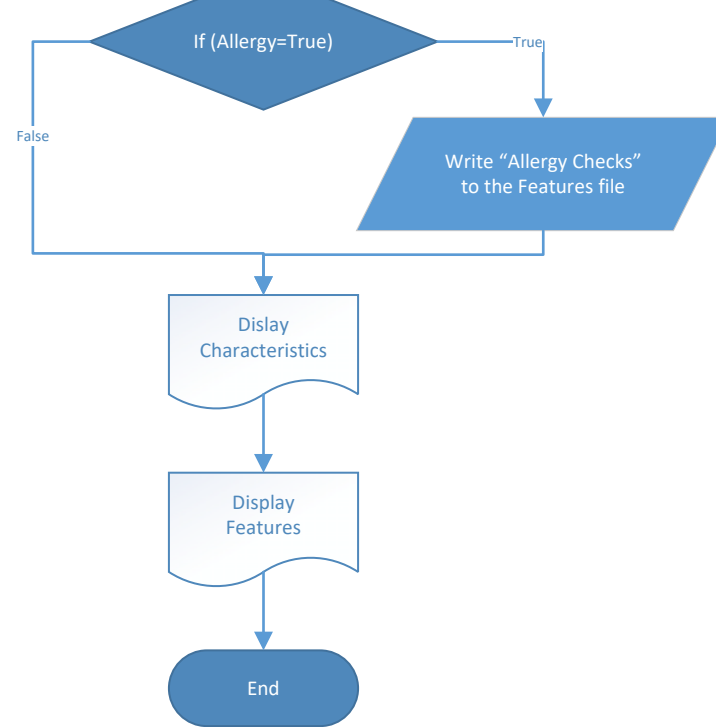 If (Allergy=True)
True
False
Write “Allergy Checks”
to the Features file
Dislay
Characteristics
Display
Features
End